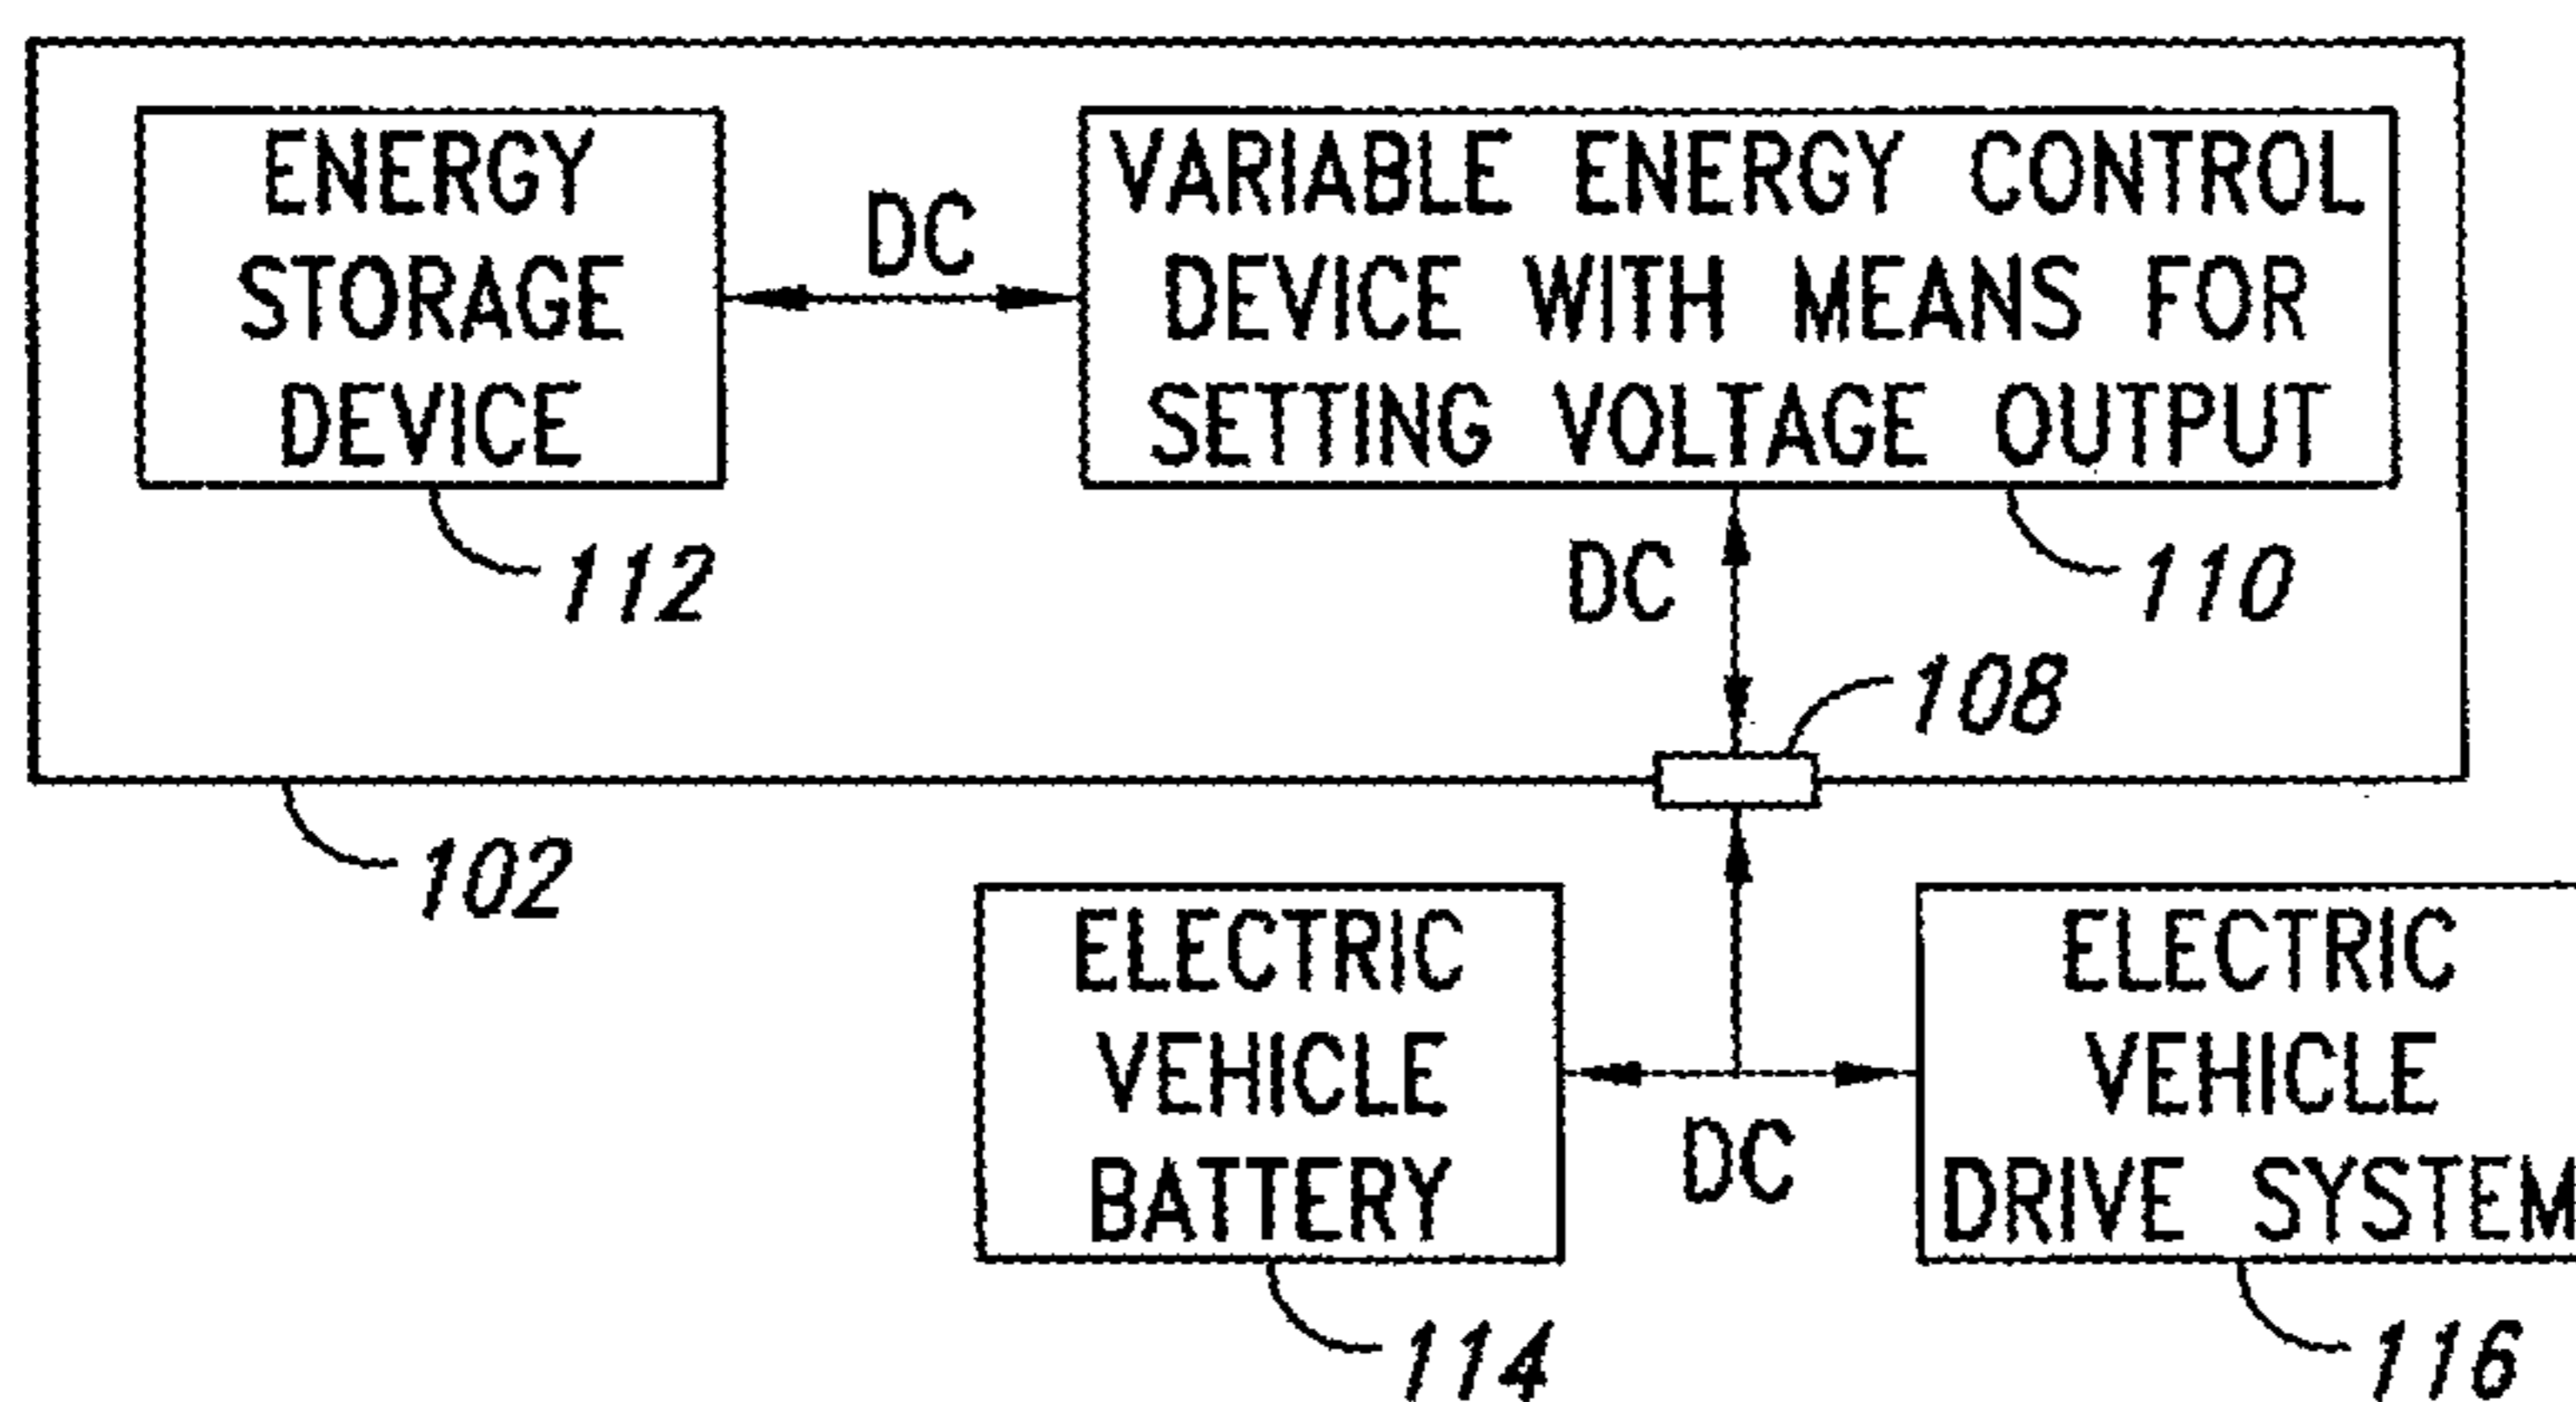 ENERGY
STORAGE
DEVICE
DC
VARIABLE ENERGY CONTROL
DEVICE WITH MEANS FOR
SETTING VOLTAGE OUTPUT
112
DC
110
108
102
ELECTRIC
VEHICLE
BATTERY
DC
ELECTRIC
VEHICLE
DRIVE SYSTEM
114
116